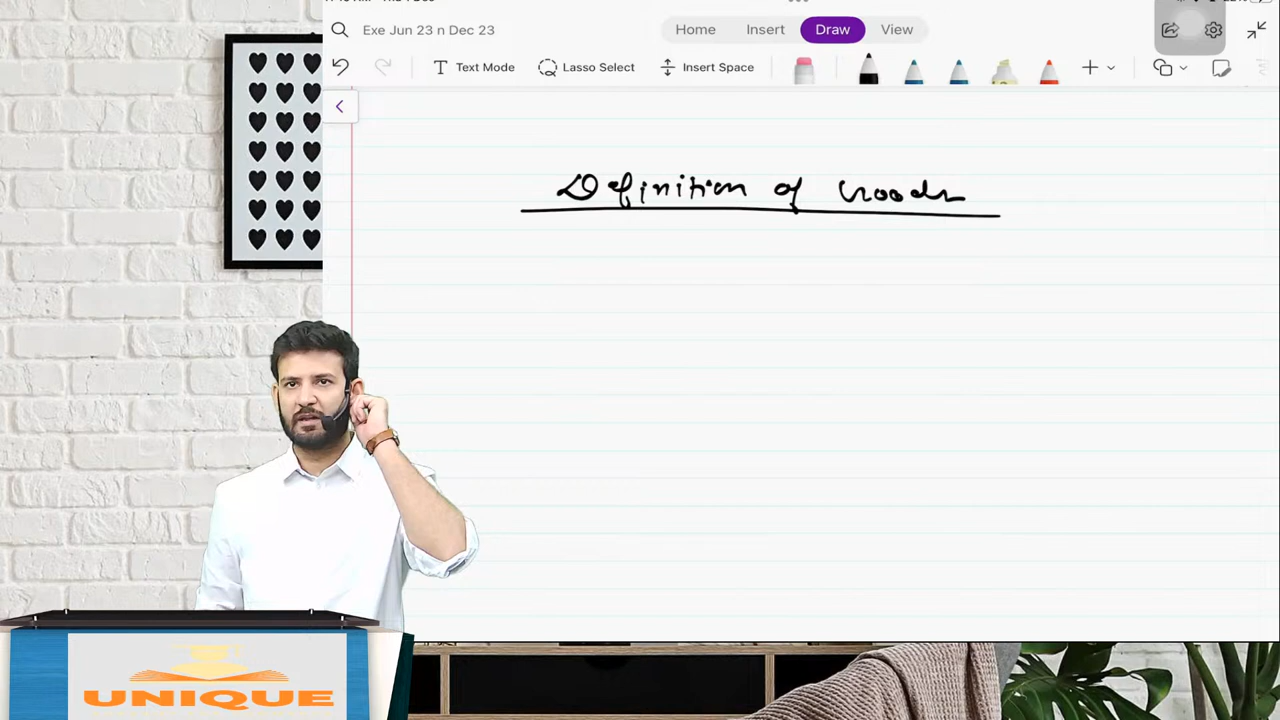 Exe Jun 23 n Dec 23
Home Insert Draw View
Text Mode Lasso Select Insert Space
Definition of Goods
UNIQUE